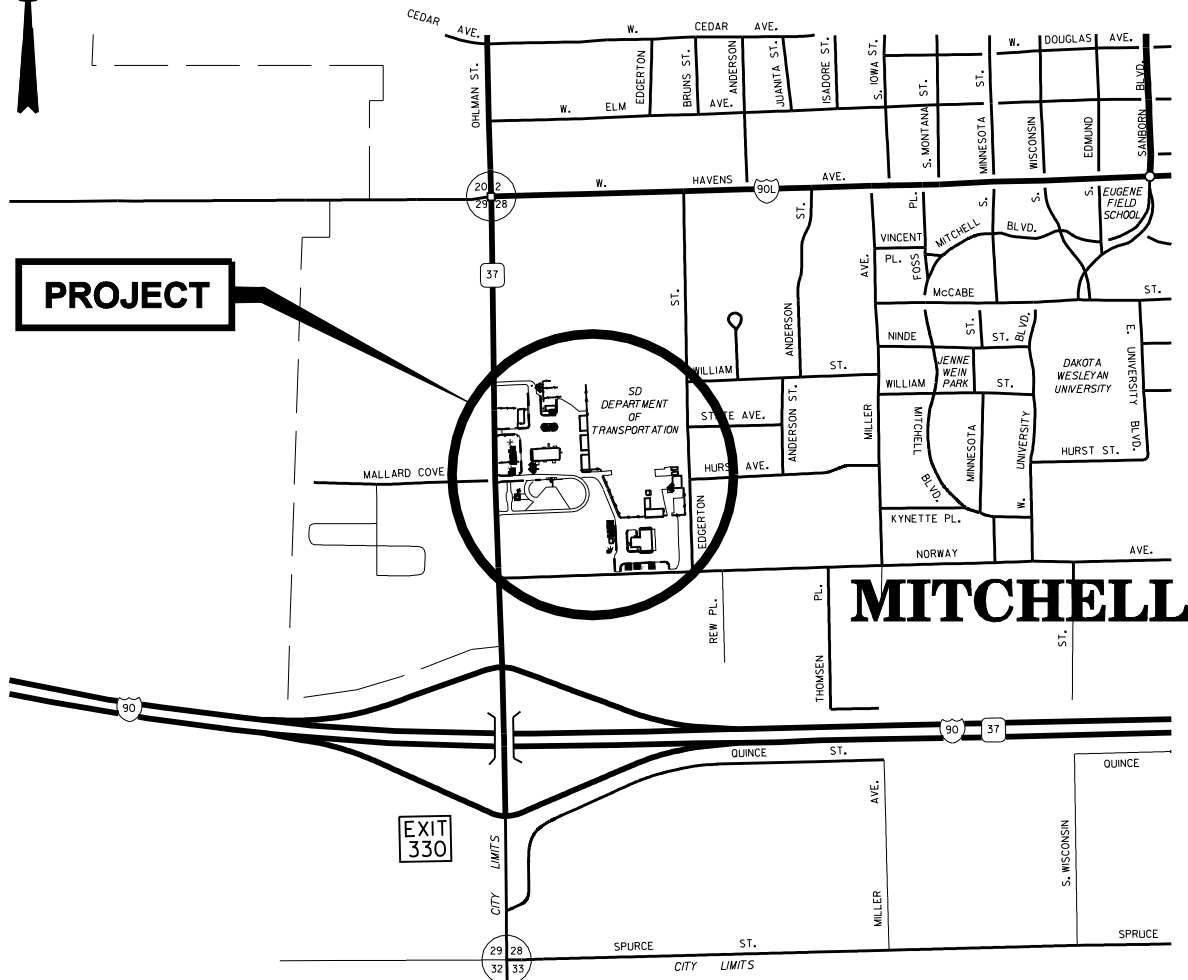 CEDAR AVE.
W. CEDAR AVE.
W. DOUGLAS AVE.
OHLMAN ST.
EDGERTON
BRUNS ST.
ANDERSON
JUANITA ST.
ISADORE ST.
S. IOWA ST.
S. MONTANA ST.
MINNESOTA ST.
WISCONSIN
EDMUND
SANBORN BLVD.
W. ELM AVE.
W. HAVENS AVE.
90L
20 2
29 28
EUGENE
FIELD
SCHOOL
PL.
S.
S.
S.
MITCHELL BLVD.
VINCENT
PL.
FOSS
AVE.
ST.
ST.
37
PROJECT
McCABE ST.
ANDERSON
NINDE ST.
ST. BLVD.
E. UNIVERSITY BLVD.
WILLIAM ST.
WILLIAM ST.
JENNE
WEIN
PARK
DAKOTA
WESLEYAN
UNIVERSITY
SD
DEPARTMENT
OF
TRANSPORTATION
STATE AVE.
ANDERSON ST.
MILLER
MITCHELL
BLVD.
MINNESOTA
UNIVERSITY
W.
HURST ST.
MALLARD COVE
HURST AVE.
EDGERTON
KYNETTE PL.
NORWAY AVE.
MITCHELL
REW PL.
THOMSEN PL.
ST.
90
90
37
QUINCE ST.
QUINCE
EXIT
330
CITY LIMITS
MILLER AVE.
S. WISCONSIN
29 28
32 33
SPURCE ST.
SPRUCE
CITY LIMITS